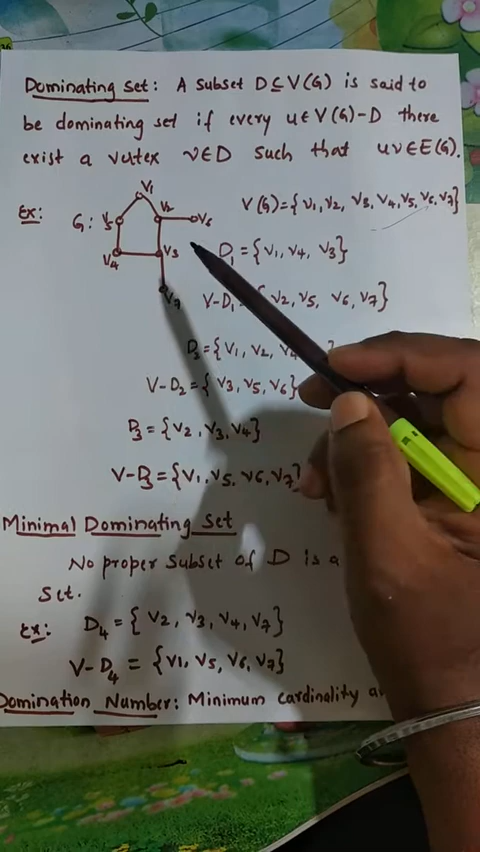 Dominating set: A subset D⊆V(G) is said to
be dominating set if every u∈V(G)-D there
exist a vertex v∈D such that uv∈E(G).
Ex: G: V1 V2 V3 V4 V5 V6 V7
V(G)={V1,V2, V3, V4,V5,V6,V7}
D1={V1,V4, V3}
V-D1={V2,V5, V6,V7}
={V1,V2,
V-D2={V3,V5,V6}
D3={V2,V3,V4}
V-D3={V1,V5,V6,V7}
Minimal Dominating Set
No proper subset of D is a
set.
Ex: D4={V2,V3,V4,V7}
V-D4={V1,V5,V6,V7}
Domination Number: Minimum cardinality